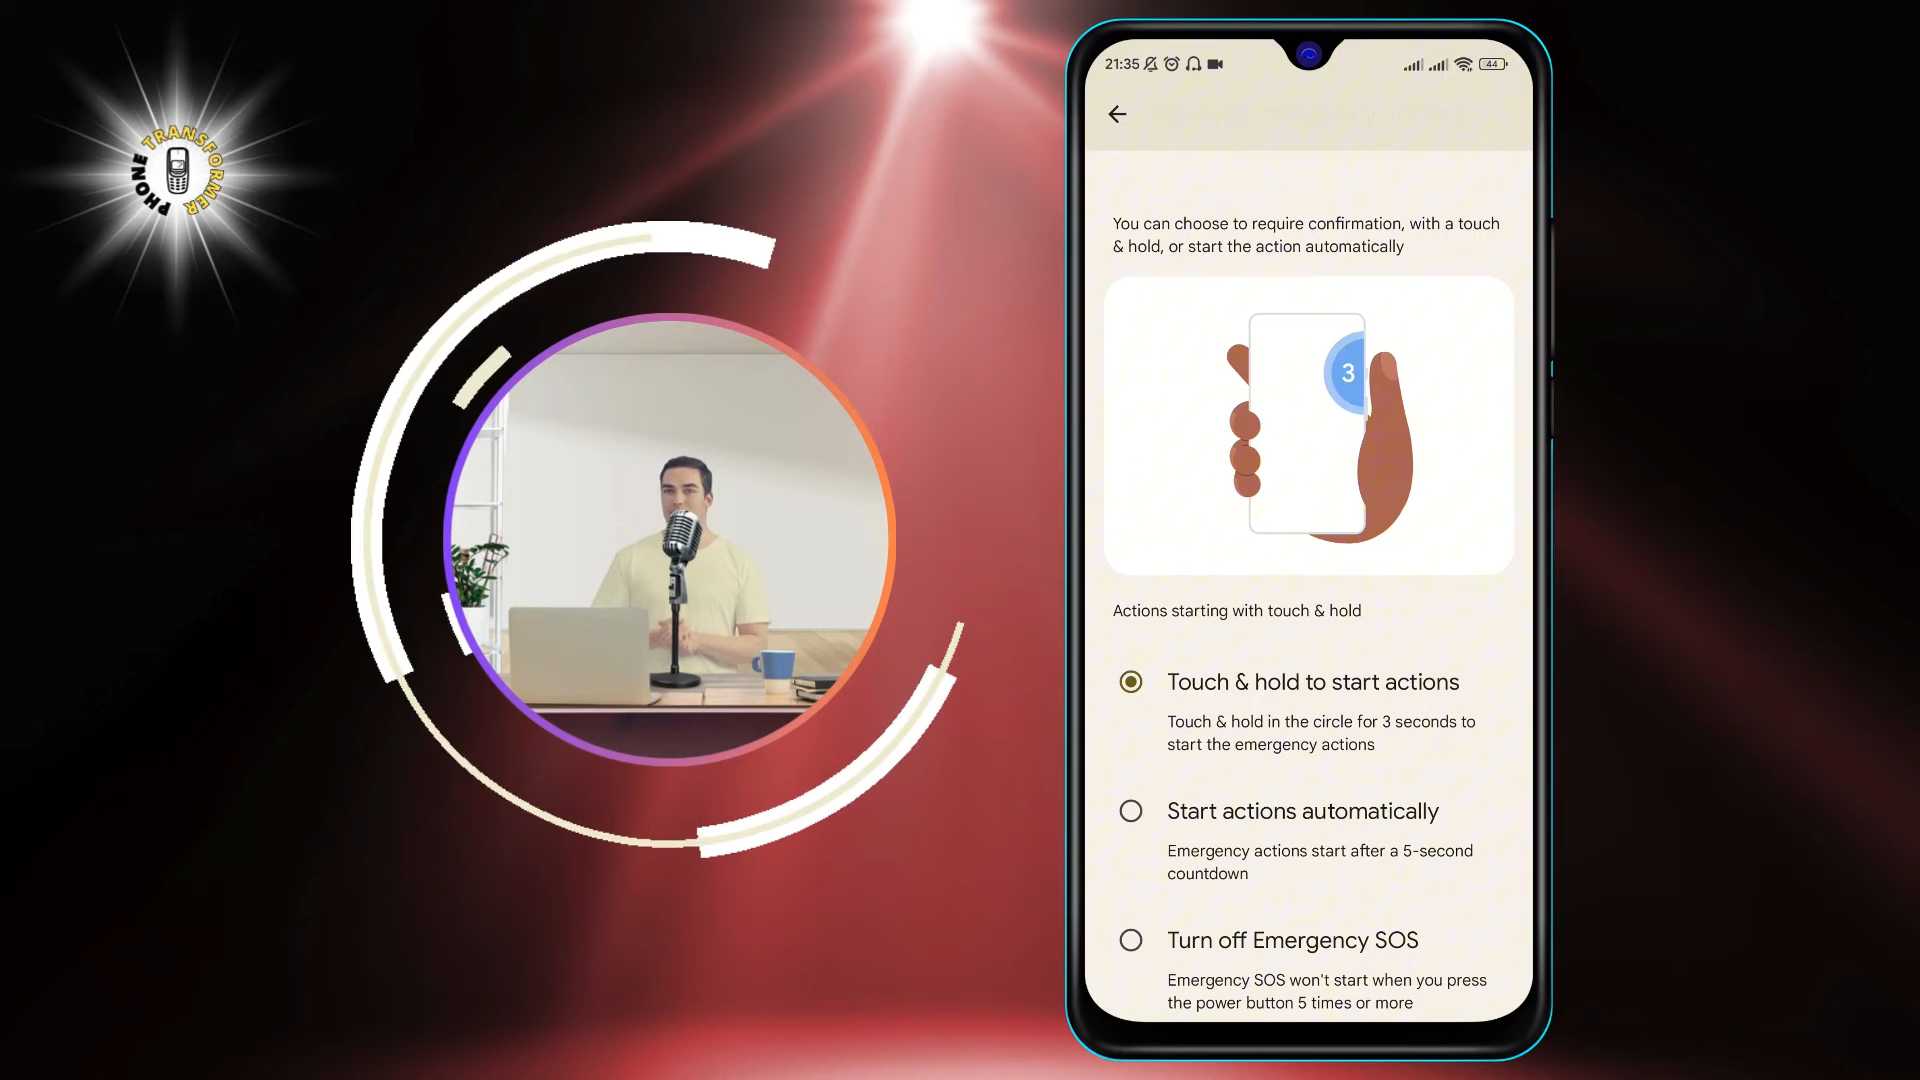 PHONE TRANSFORMER
21:35
44
You can choose to require confirmation, with a touch
& hold, or start the action automatically
3
Actions starting with touch & hold
Touch & hold to start actions
Touch & hold in the circle for 3 seconds to
start the emergency actions
Start actions automatically
Emergency actions start after a 5-second
countdown
Turn off Emergency SOS
Emergency SOS won't start when you press
the power button 5 times or more